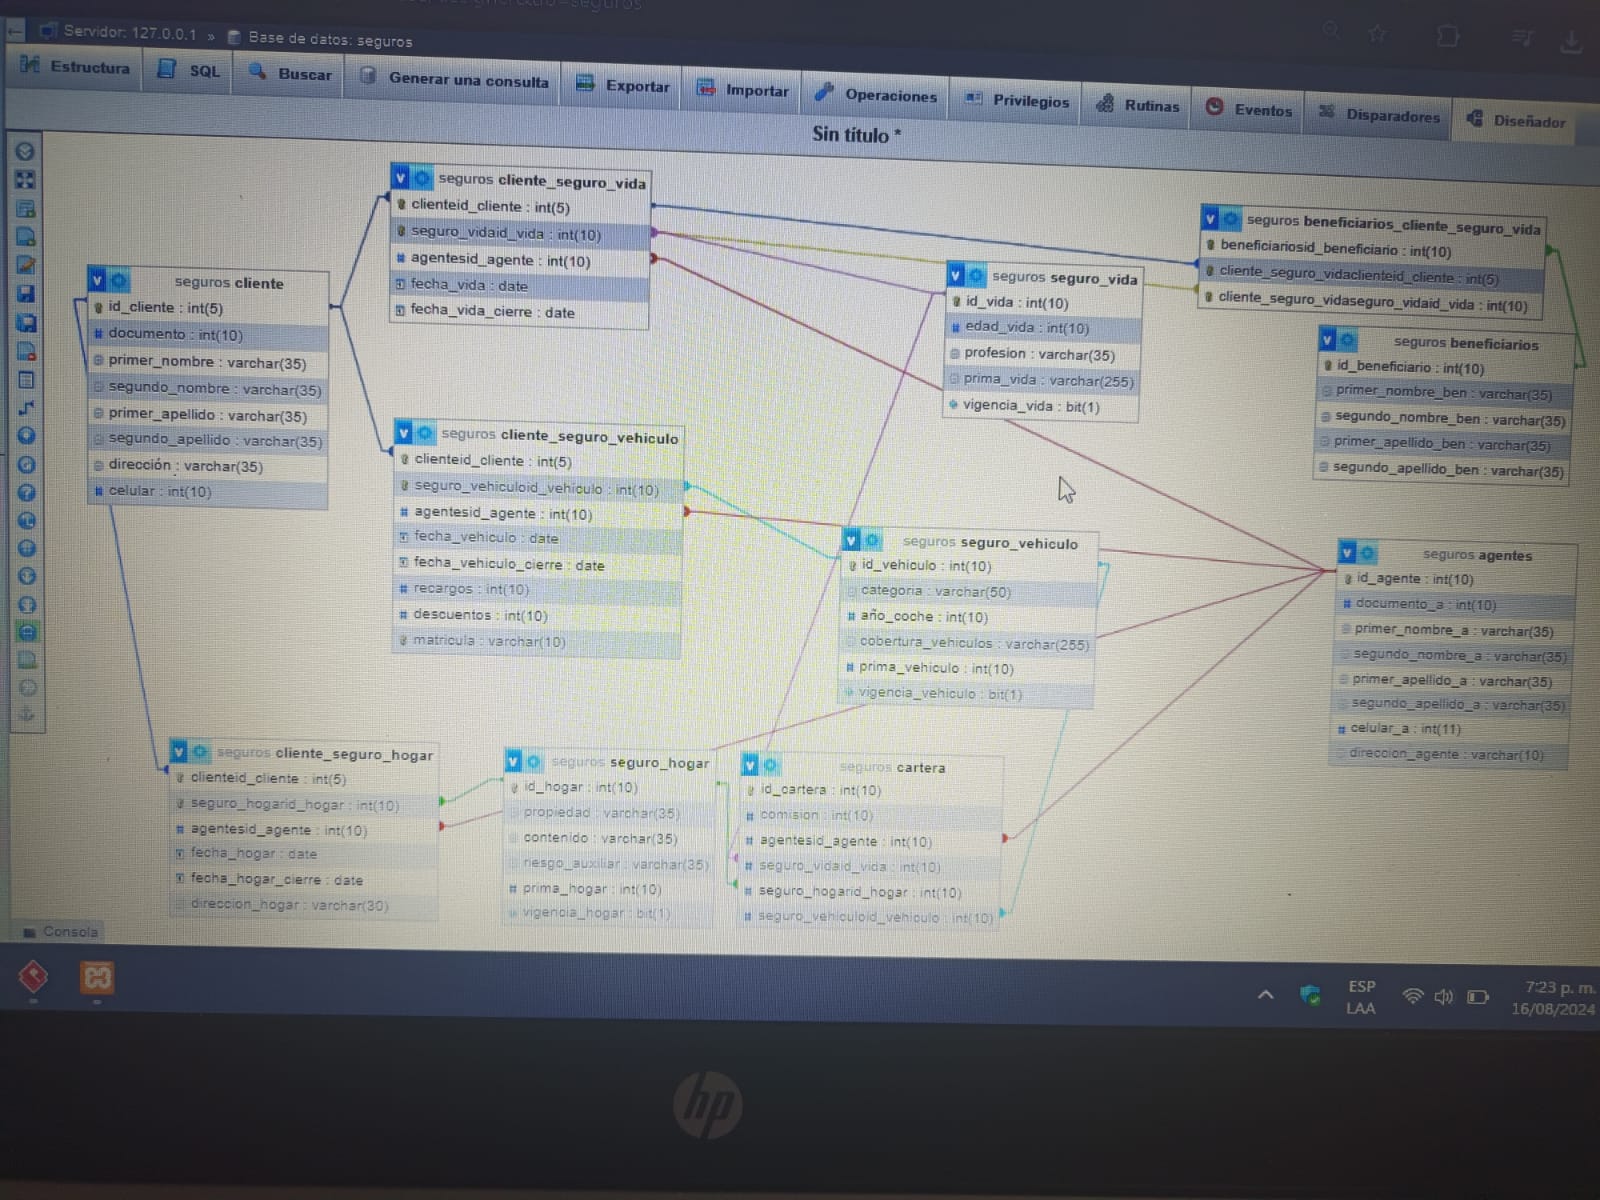 Servidor: 127.0.0.1 » Base de datos: seguros
Estructura
SQL
Buscar
Generar una consulta
Exportar
Importar
Operaciones
Privilegios
Rutinas
Eventos
Disparadores
Diseñador
Sin título *
seguros cliente_seguro_vida
clienteid_cliente : int(5)
seguro_vidaid_vida : int(10)
agentesid_agente : int(10)
fecha_vida : date
fecha_vida_cierre : date
seguros beneficiarios_cliente_seguro_vida
beneficiariosid_beneficiario : int(10)
cliente_seguro_vidaclienteid_cliente : int(5)
cliente_seguro_vidaseguro_vidaid_vida : int(10)
seguros cliente
id_cliente : int(5)
documento : int(10)
primer_nombre : varchar(35)
segundo_nombre : varchar(35)
primer_apellido : varchar(35)
segundo_apellido : varchar(35)
dirección : varchar(35)
celular : int(10)
seguros seguro_vida
id_vida : int(10)
edad_vida : int(10)
profesion : varchar(35)
prima_vida : varchar(255)
vigencia_vida : bit(1)
seguros beneficiarios
id_beneficiario : int(10)
primer_nombre_ben : varchar(35)
segundo_nombre_ben : varchar(35)
primer_apellido_ben : varchar(35)
segundo_apellido_ben : varchar(35)
seguros cliente_seguro_vehiculo
clienteid_cliente : int(5)
seguro_vehiculoid_vehiculo : int(10)
agentesid_agente : int(10)
fecha_vehiculo : date
fecha_vehiculo_cierre : date
recargos : int(10)
descuentos : int(10)
matricula : varchar(10)
seguros seguro_vehiculo
id_vehiculo : int(10)
categoria : varchar(50)
año_coche : int(10)
cobertura_vehiculos : varchar(255)
prima_vehiculo : int(10)
vigencia_vehiculo : bit(1)
seguros agentes
id_agente : int(10)
documento_a : int(10)
primer_nombre_a : varchar(35)
segundo_nombre_a : varchar(35)
primer_apellido_a : varchar(35)
segundo_apellido_a : varchar(35)
celular_a : int(11)
direccion_agente : varchar(10)
seguros cliente_seguro_hogar
clienteid_cliente : int(5)
seguro_hogarid_hogar : int(10)
agentesid_agente : int(10)
fecha_hogar : date
fecha_hogar_cierre : date
direccion_hogar : varchar(30)
seguros seguro_hogar
id_hogar : int(10)
propiedad : varchar(35)
contenido : varchar(35)
riesgo_auxiliar : varchar(35)
prima_hogar : int(10)
vigencia_hogar : bit(1)
seguros cartera
id_cartera : int(10)
comision : int(10)
agentesid_agente : int(10)
seguro_vidaid_vida : int(10)
seguro_hogarid_hogar : int(10)
seguro_vehiculoid_vehiculo : int(10)
Consola
ESP
LAA
7:23 p. m.
16/08/2024
hp